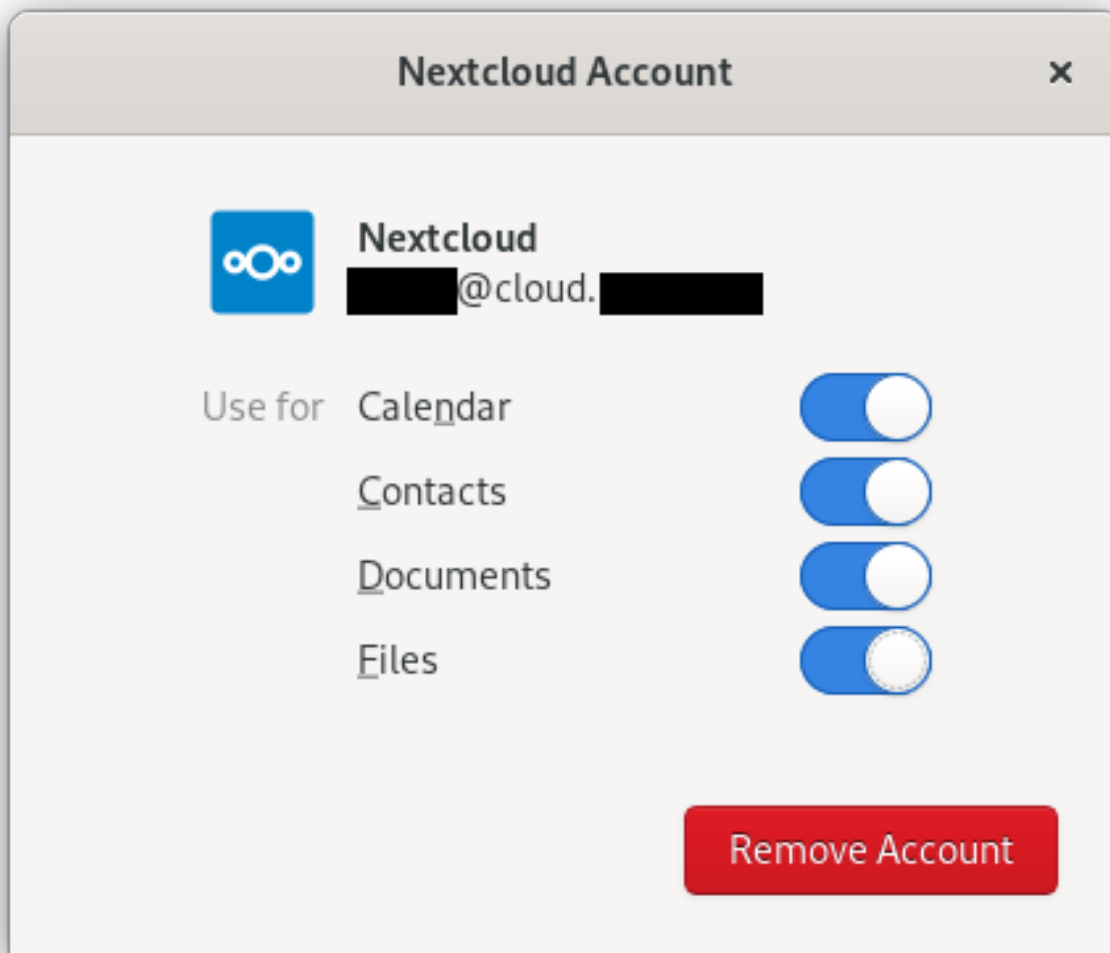 Nextcloud Account
Nextcloud
@cloud.
Use for Calendar
Contacts
Documents
Files
Remove Account